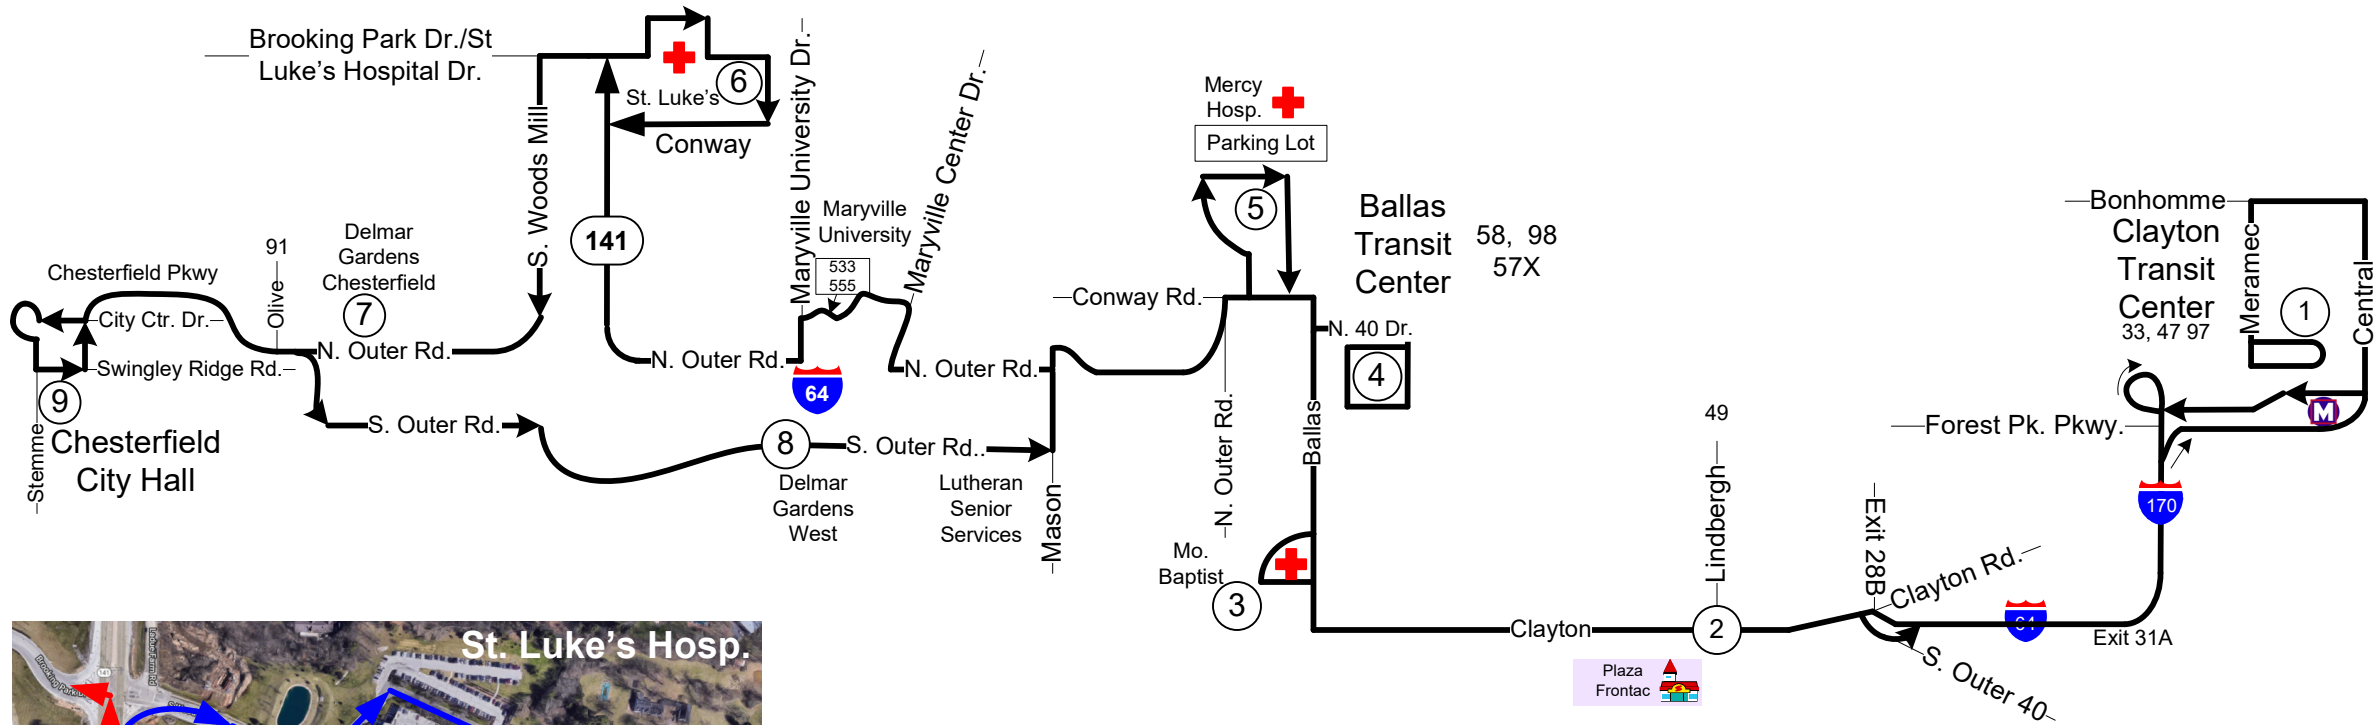 Brooking Park Dr./St
Luke's Hospital Dr.
St. Luke's
6
Conway
S. Woods Mill
141
Maryville University Dr.
Maryville Center Dr.
Maryville
University
533
555
Mercy
Hosp.
Parking Lot
5
Ballas
Transit
Center
58, 98
57X
Bonhomme
Clayton
Transit
Center
33, 47 97
Meramec
1
Central
Chesterfield Pkwy
91
Olive
Delmar
Gardens
Chesterfield
7
City Ctr. Dr.
N. Outer Rd.
Swingley Ridge Rd.
9
Stemme
Chesterfield
City Hall
N. Outer Rd.
64
N. Outer Rd.
Conway Rd.
N. 40 Dr.
4
Ballas
N. Outer Rd.
S. Outer Rd.
8
S. Outer Rd..
Delmar
Gardens
West
Lutheran
Senior
Services
Mason
Mo.
Baptist
3
Clayton
49
Lindbergh
2
Plaza
Frontac
Exit 28B
Clayton Rd.
S. Outer 40
64
Exit 31A
170
Forest Pk. Pkwy.
M
St. Luke's Hosp.
141